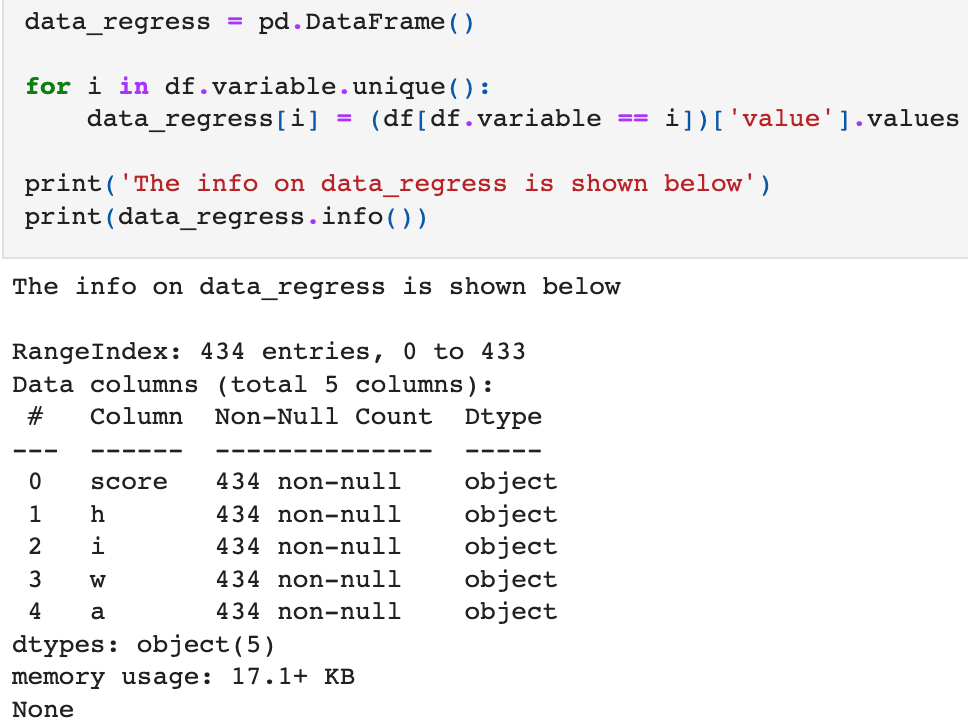 data_regress = pd.DataFrame()
for i in df.variable.unique():
    data_regress[i] = (df[df.variable == i])['value'].values
print('The info on data_regress is shown below')
print(data_regress.info())
The info on data_regress is shown below
RangeIndex: 434 entries, 0 to 433
Data columns (total 5 columns):
 #   Column  Non-Null Count  Dtype
---  ------  --------------  -----
 0   score   434 non-null    object
 1   h       434 non-null    object
 2   i       434 non-null    object
 3   w       434 non-null    object
 4   a       434 non-null    object
dtypes: object(5)
memory usage: 17.1+ KB
None